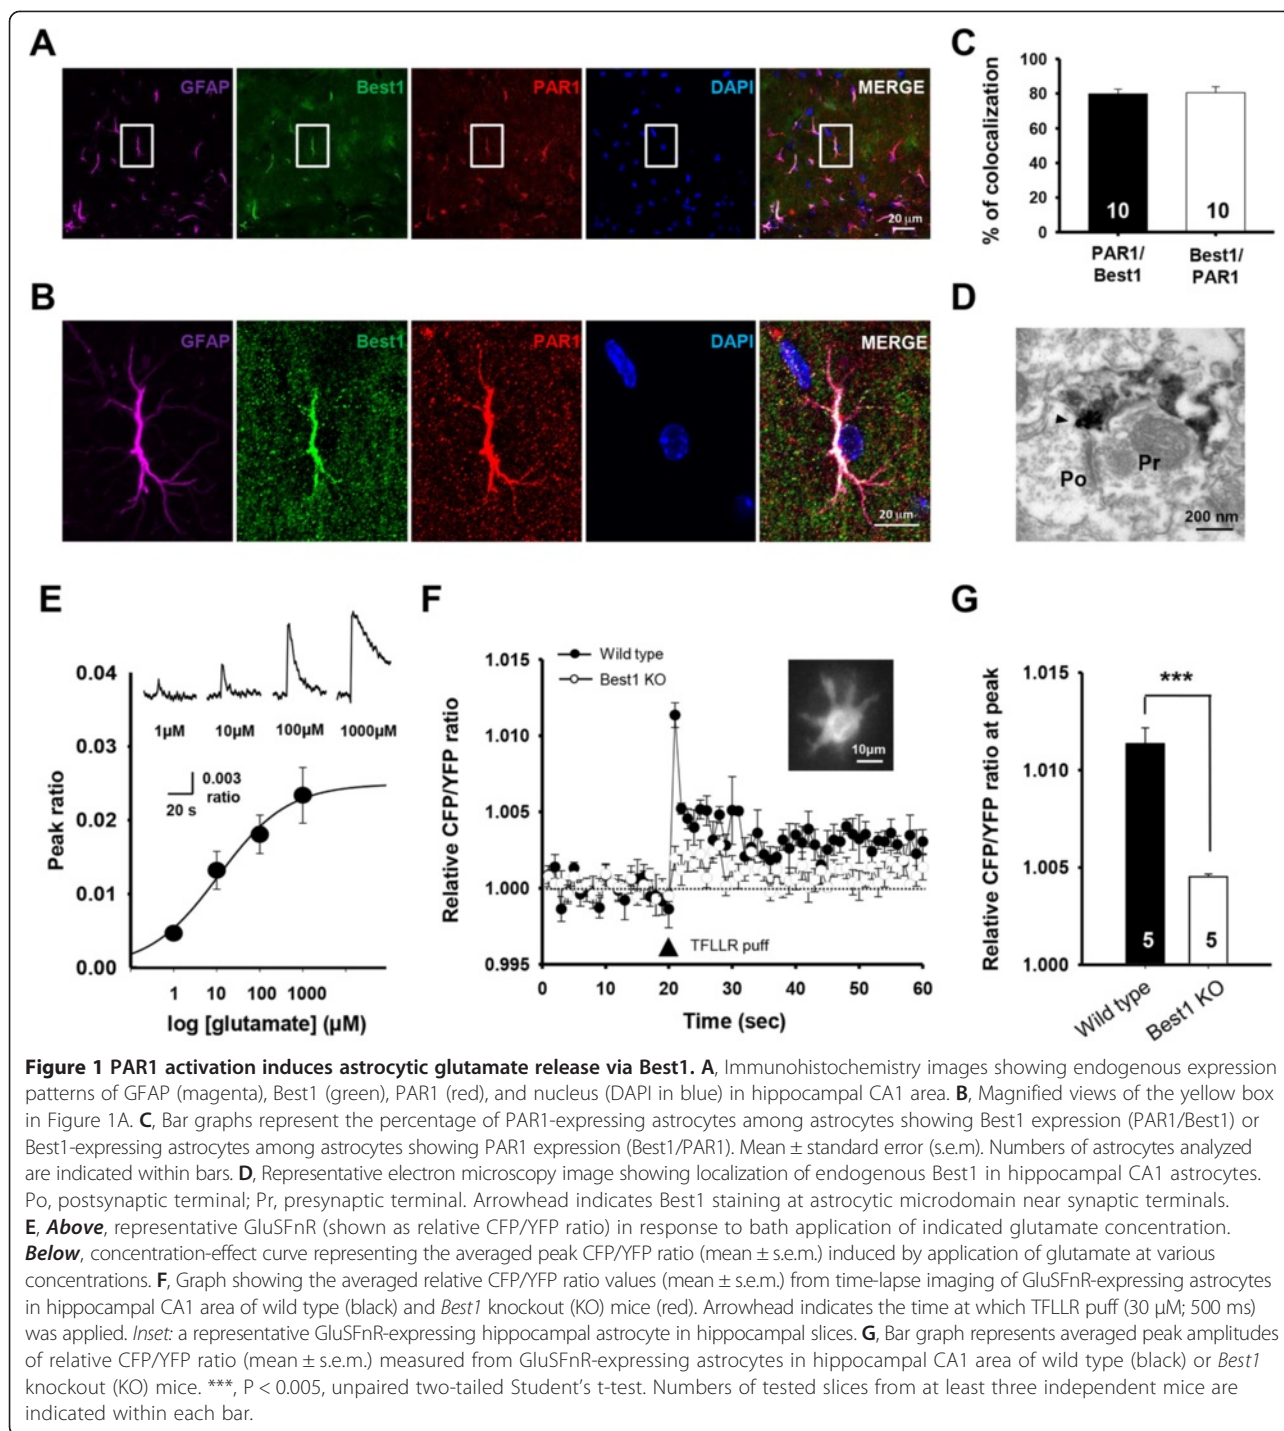 A
GFAP
Best1
PAR1
DAPI
MERGE
20 µm
C
% of colocalization
100
80
60
40
20
0
10
10
PAR1/
Best1
Best1/
PAR1
B
GFAP
Best1
PAR1
DAPI
MERGE
20 µm
D
Po
Pr
200 nm
E
Peak ratio
0.04
0.03
0.02
0.01
0.00
1µM
10µM
100µM
1000µM
0.003
ratio
20 s
1
10
100
1000
log [glutamate] (µM)
F
Relative CFP/YFP ratio
1.015
1.010
1.005
1.000
0.995
Wild type
Best1 KO
10µm
TFLLR puff
0
10
20
30
40
50
60
Time (sec)
G
Relative CFP/YFP ratio at peak
1.015
1.010
1.005
1.000
***
5
5
Wild type
Best1 KO
Figure 1 PAR1 activation induces astrocytic glutamate release via Best1. A, Immunohistochemistry images showing endogenous expression
patterns of GFAP (magenta), Best1 (green), PAR1 (red), and nucleus (DAPI in blue) in hippocampal CA1 area. B, Magnified views of the yellow box
in Figure 1A. C, Bar graphs represent the percentage of PAR1-expressing astrocytes among astrocytes showing Best1 expression (PAR1/Best1) or
Best1-expressing astrocytes among astrocytes showing PAR1 expression (Best1/PAR1). Mean ± standard error (s.e.m). Numbers of astrocytes analyzed
are indicated within bars. D, Representative electron microscopy image showing localization of endogenous Best1 in hippocampal CA1 astrocytes.
Po, postsynaptic terminal; Pr, presynaptic terminal. Arrowhead indicates Best1 staining at astrocytic microdomain near synaptic terminals.
E, Above, representative GluSFnR (shown as relative CFP/YFP ratio) in response to bath application of indicated glutamate concentration.
Below, concentration-effect curve representing the averaged peak CFP/YFP ratio (mean ± s.e.m.) induced by application of glutamate at various
concentrations. F, Graph showing the averaged relative CFP/YFP ratio values (mean ± s.e.m.) from time-lapse imaging of GluSFnR-expressing astrocytes
in hippocampal CA1 area of wild type (black) and Best1 knockout (KO) mice (red). Arrowhead indicates the time at which TFLLR puff (30 µM; 500 ms)
was applied. Inset: a representative GluSFnR-expressing hippocampal astrocyte in hippocampal slices. G, Bar graph represents averaged peak amplitudes
of relative CFP/YFP ratio (mean ± s.e.m.) measured from GluSFnR-expressing astrocytes in hippocampal CA1 area of wild type (black) or Best1
knockout (KO) mice. ***, P < 0.005, unpaired two-tailed Student's t-test. Numbers of tested slices from at least three independent mice are
indicated within each bar.